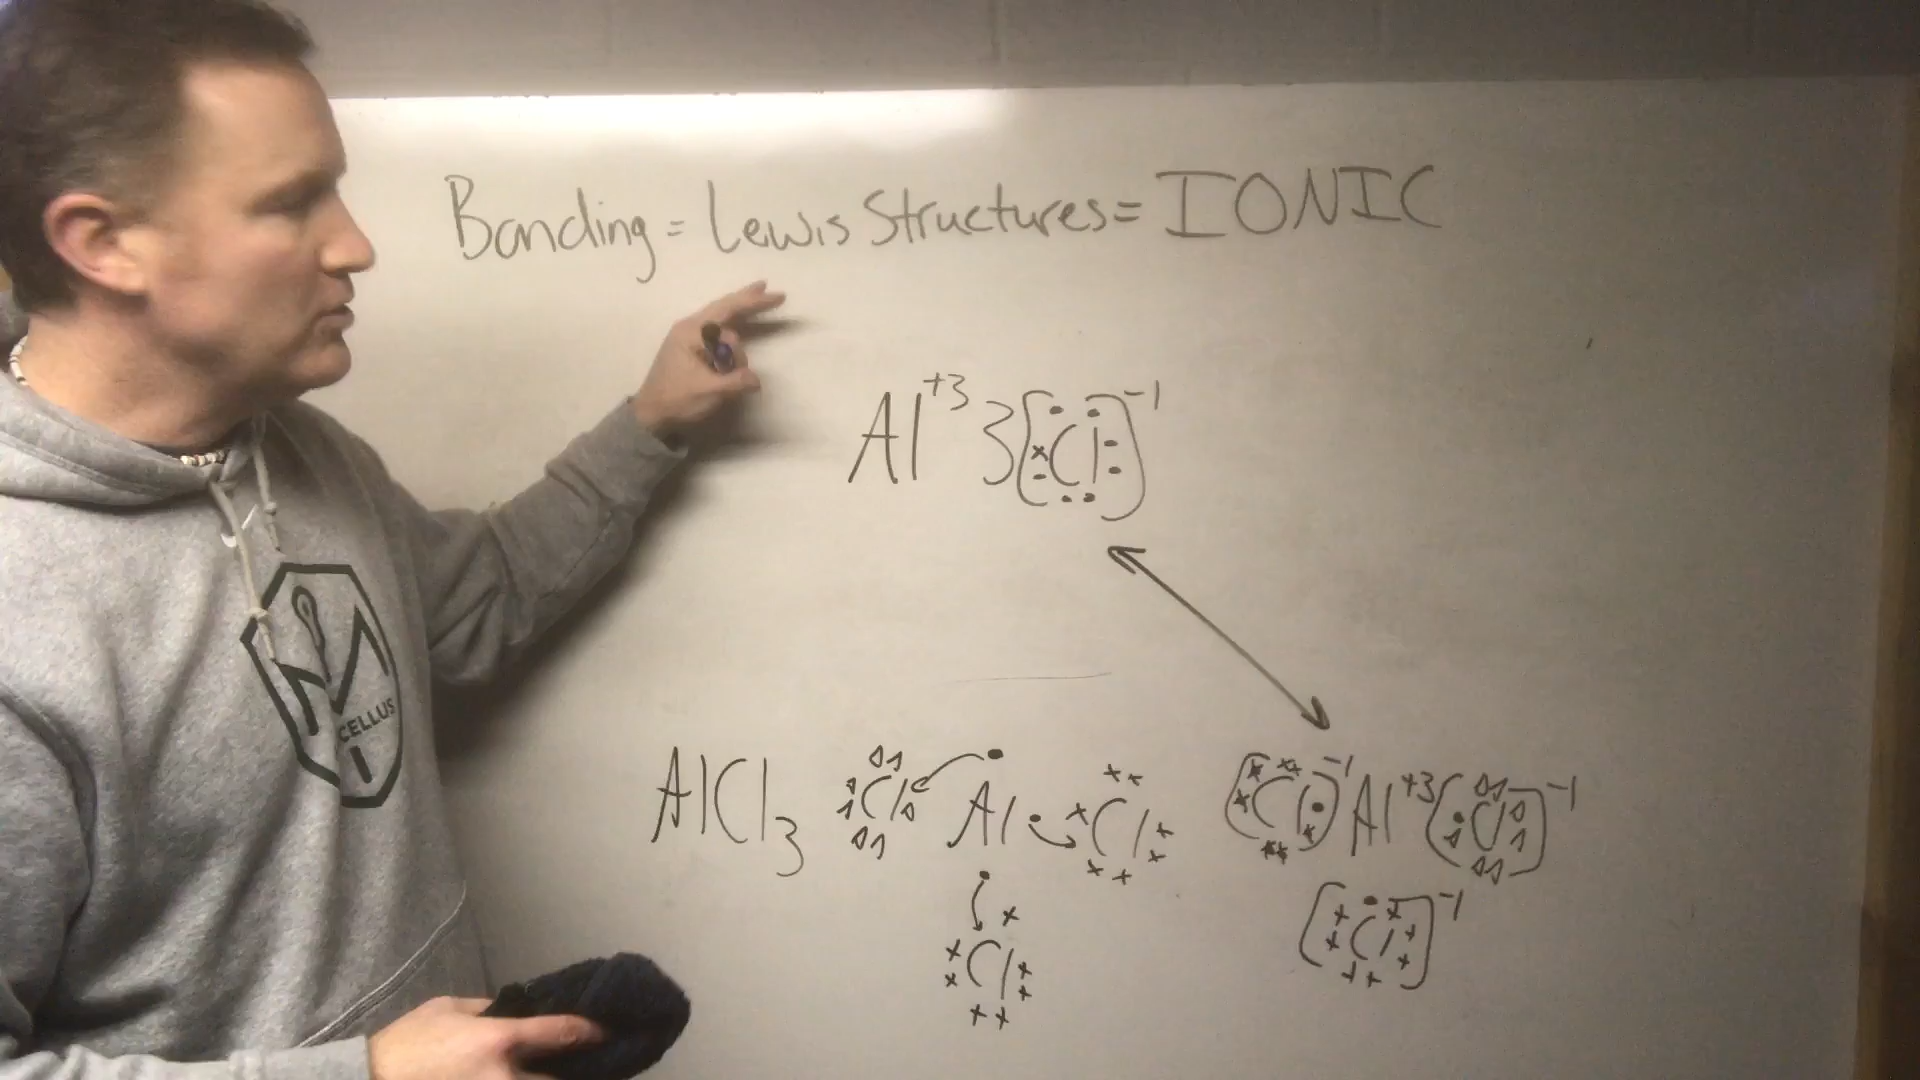 Bonding = Lewis Structures = IONIC
Al+3 3[Cl]-1
AlCl3 Cl Al Cl [Cl]-1 Al+3 [Cl]-1
Cl [Cl]-1
M
CELLUS